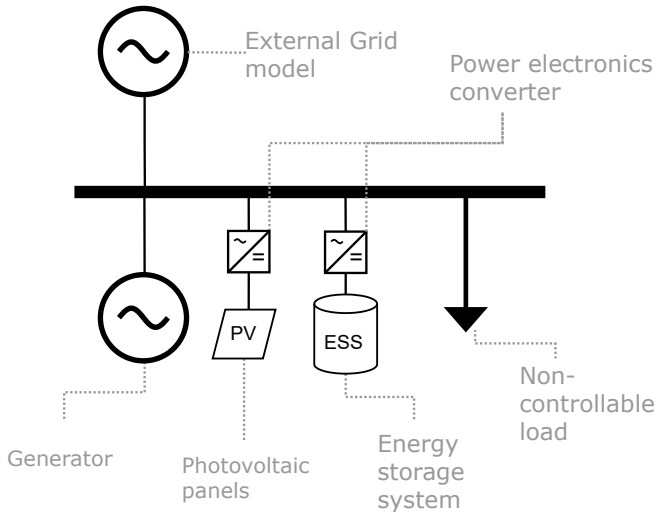 External Grid
model
Power electronics
converter
PV
ESS
Non-
controllable
load
Generator
Photovoltaic
panels
Energy
storage
system